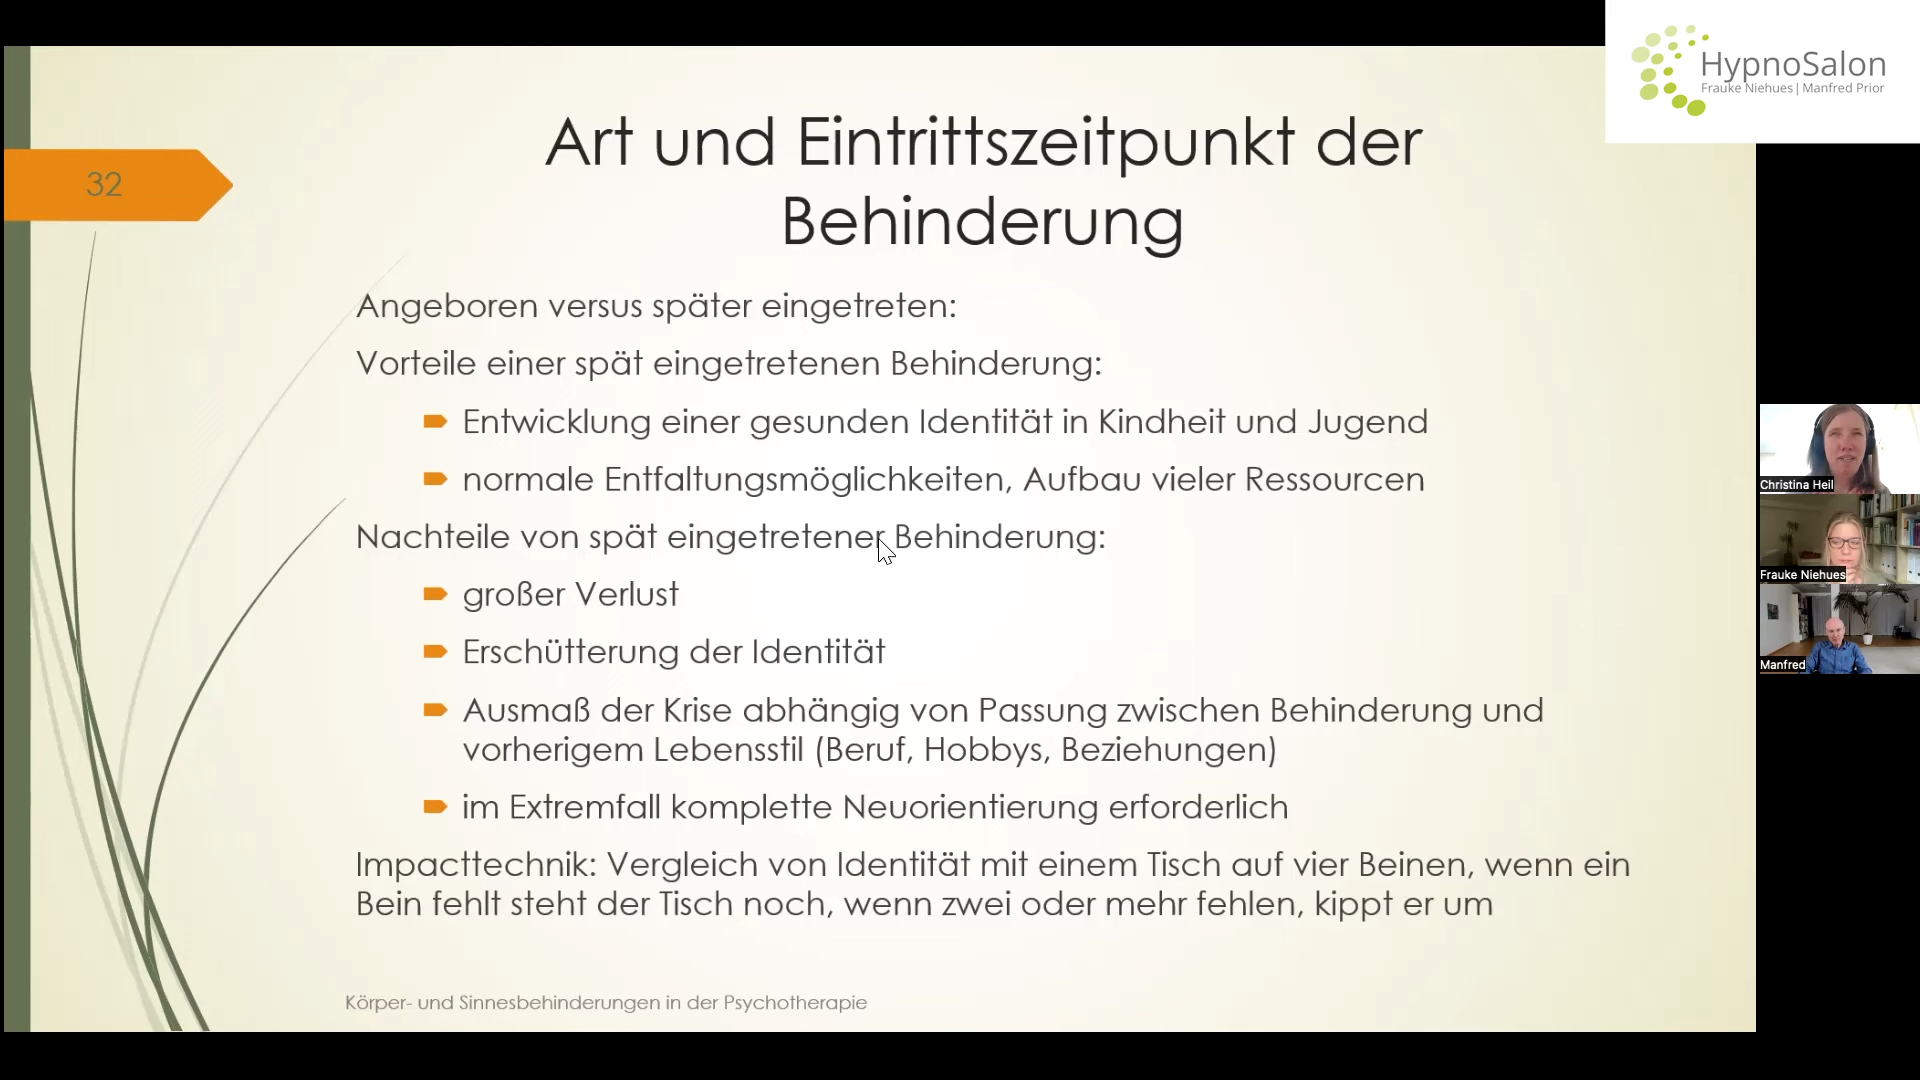 HypnoSalon
Frauke Niehues | Manfred Prior
32
Art und Eintrittszeitpunkt der
Behinderung
Angeboren versus später eingetreten:
Vorteile einer spät eingetretenen Behinderung:
Entwicklung einer gesunden Identität in Kindheit und Jugend
normale Entfaltungsmöglichkeiten, Aufbau vieler Ressourcen
Nachteile von spät eingetretener Behinderung:
großer Verlust
Erschütterung der Identität
Ausmaß der Krise abhängig von Passung zwischen Behinderung und
vorherigem Lebensstil (Beruf, Hobbys, Beziehungen)
im Extremfall komplette Neuorientierung erforderlich
Impacttechnik: Vergleich von Identität mit einem Tisch auf vier Beinen, wenn ein
Bein fehlt steht der Tisch noch, wenn zwei oder mehr fehlen, kippt er um
Körper- und Sinnesbehinderungen in der Psychotherapie
Christina Heil
Frauke Niehues
Manfred